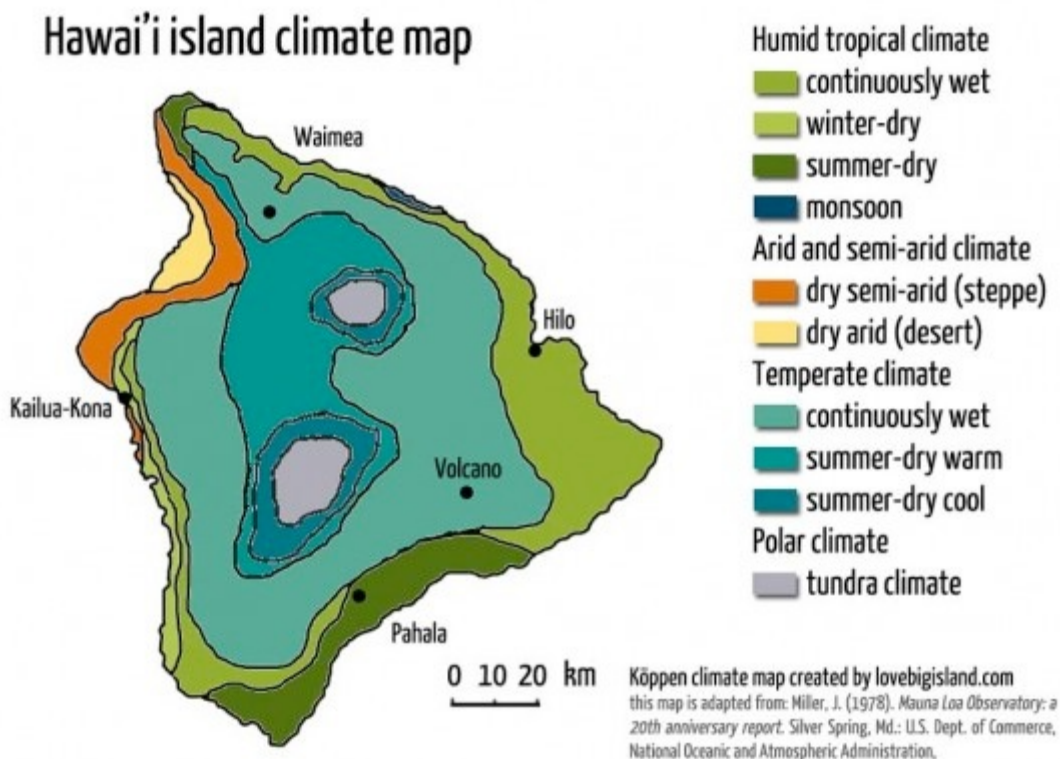 Hawai'i island climate map
Humid tropical climate
continuously wet
winter-dry
summer-dry
monsoon
Arid and semi-arid climate
dry semi-arid (steppe)
dry arid (desert)
Temperate climate
continuously wet
summer-dry warm
summer-dry cool
Polar climate
tundra climate
Waimea
Hilo
Kailua-Kona
Volcano
Pahala
0 10 20 km
Köppen climate map created by lovebigisland.com
this map is adapted from: Miller, J. (1978). Mauna Loa Observatory: a
20th anniversary report. Silver Spring, Md.: U.S. Dept. of Commerce,
National Oceanic and Atmospheric Administration.